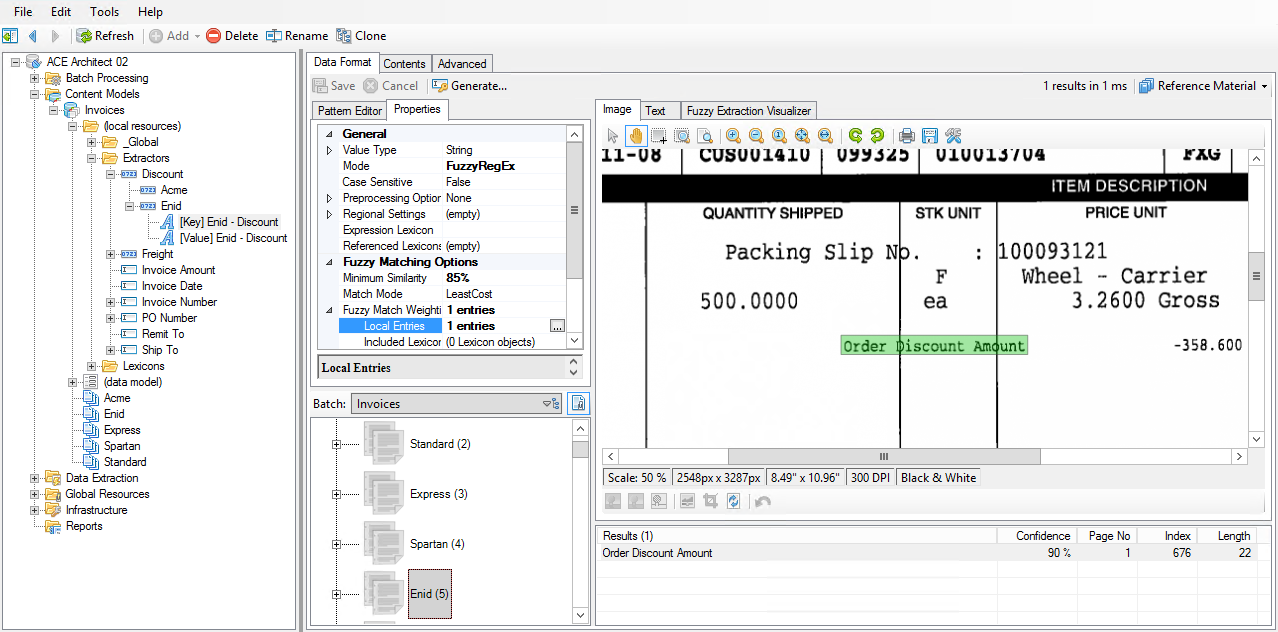 File Edit Tools Help
Refresh Add Delete Rename Clone
ACE Architect 02
Batch Processing
Content Models
Invoices
(local resources)
_Global
Extractors
Discount
Acme
Enid
[Key] Enid - Discount
[Value] Enid - Discount
Freight
Invoice Amount
Invoice Date
Invoice Number
PO Number
Remit To
Ship To
Lexicons
(data model)
Acme
Enid
Express
Spartan
Standard
Data Extraction
Global Resources
Infrastructure
Reports
Data Format Contents Advanced
Save Cancel Generate...
1 results in 1 ms Reference Material
Pattern Editor Properties
General
Value Type String
Mode FuzzyRegEx
Case Sensitive False
Preprocessing Option None
Regional Settings (empty)
Expression Lexicon
Referenced Lexicons (empty)
Fuzzy Matching Options
Minimum Similarity 85%
Match Mode LeastCost
Fuzzy Match Weighti 1 entries
Local Entries 1 entries ...
Included Lexicor (0 Lexicon objects)
Local Entries
Batch: Invoices
Standard (2)
Express (3)
Spartan (4)
Enid (5)
Image Text Fuzzy Extraction Visualizer
11-08 CUS001410 099325 010013704 FXG
ITEM DESCRIPTION
QUANTITY SHIPPED STK UNIT PRICE UNIT
Packing Slip No. : 100093121
F Wheel - Carrier
500.0000 ea 3.2600 Gross
Order Discount Amount -358.600
Scale: 50 % 2548px x 3287px 8.49" x 10.96" 300 DPI Black & White
Results (1) Confidence Page No Index Length
Order Discount Amount 90 % 1 676 22